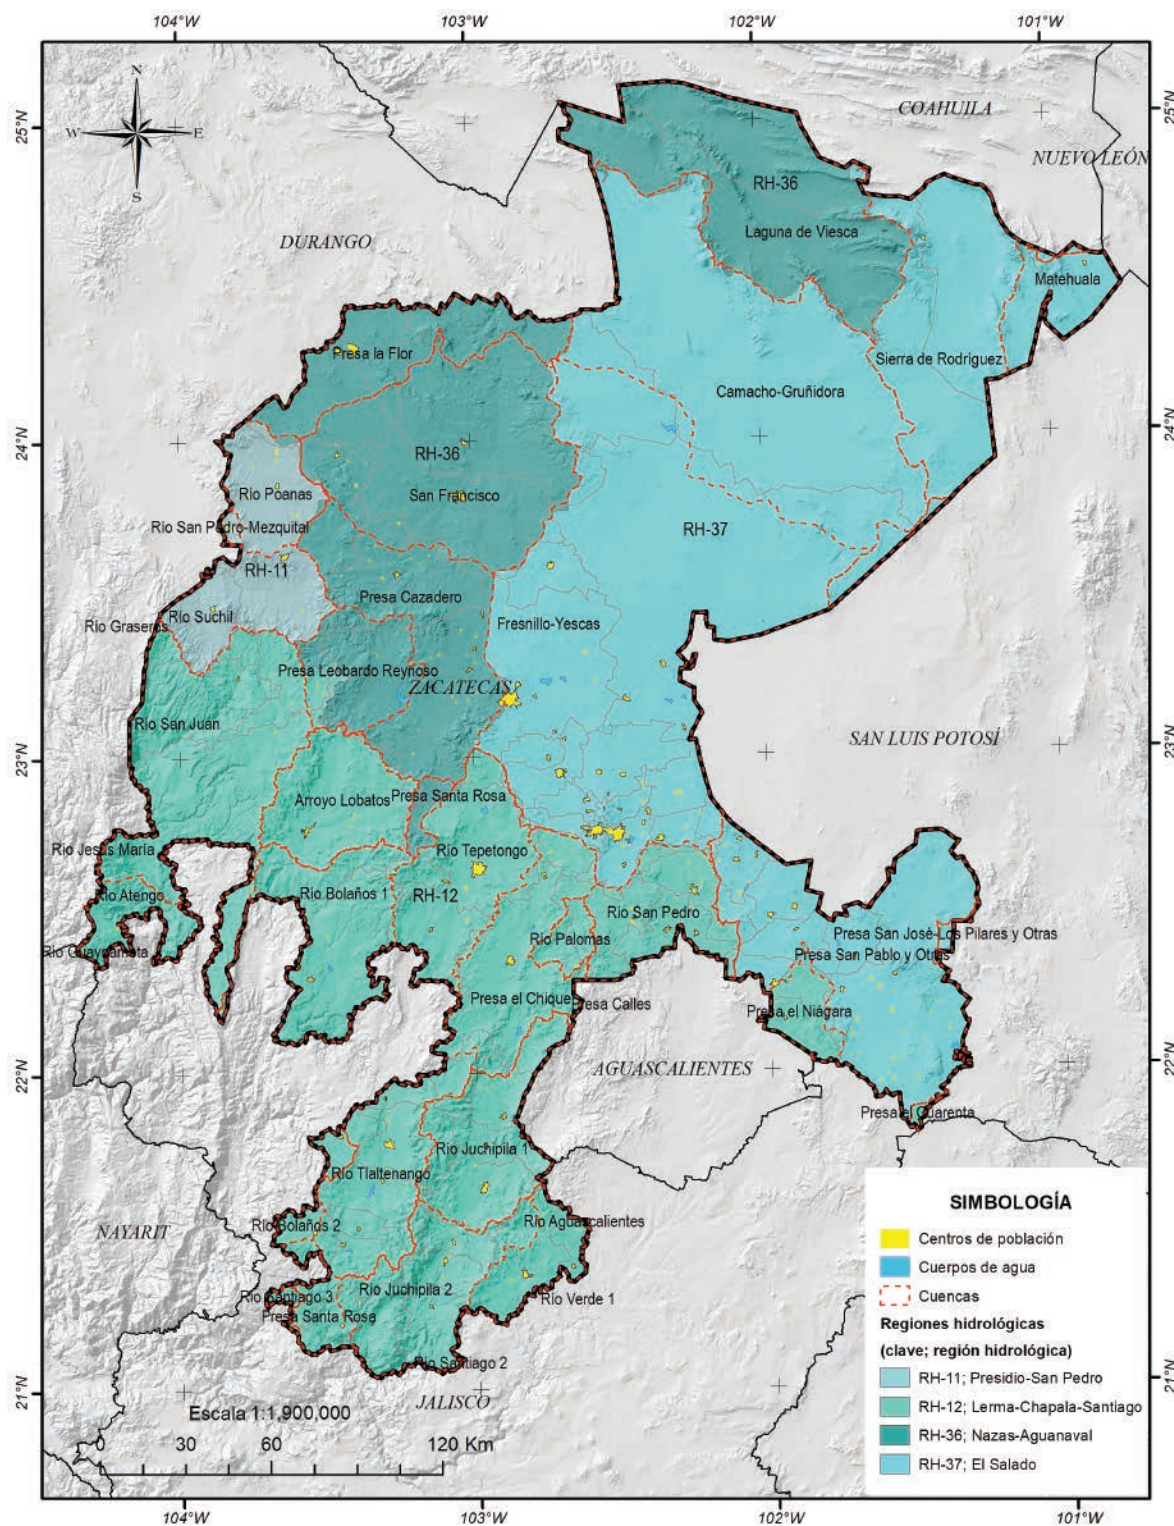 104°W
103°W
102°W
101°W
N
W
E
S
25°N
25°N
COAHUILA
NUEVO LEÓN
RH-36
Laguna de Viesca
DURANGO
Matehuala
Presa la Flor
Sierra de Rodríguez
Camacho-Gruñidora
24°N
24°N
RH-36
San Francisco
Río Poanas
Río San Pedro-Mezquital
RH-37
RH-11
Presa Cazadero
Río Suchil
Río Graseros
Fresnillo-Yescas
Presa Leobardo Reynoso
ZACATECAS
Río San Juan
SAN LUIS POTOSÍ
23°N
23°N
Presa Santa Rosa
Arroyo Lobatos
Río Jesús María
Río Tepetongo
Río Atengo
Río Bolaños 1
RH-12
Río San Pedro
Río Palomas
Presa San José-Los Pilares y Otras
Río Guaynamota
Presa San Pablo y Otras
Presa el Chique
Presa Calles
Presa el Niágara
22°N
22°N
AGUASCALIENTES
Presa el Cuarenta
Río Juchipila 1
Río Tlaltenango
NAYARIT
Río Bolaños 2
Río Aguascalientes
Río Juchipila 2
Río Santiago 3
Río Verde 1
Presa Santa Rosa
Río Santiago 2
21°N
21°N
JALISCO
Escala 1:1,900,000
0 30 60 120 Km
SIMBOLOGÍA
Centros de población
Cuerpos de agua
Cuencas
Regiones hidrológicas
(clave; región hidrológica)
RH-11; Presidio-San Pedro
RH-12; Lerma-Chapala-Santiago
RH-36; Nazas-Aguanaval
RH-37; El Salado
104°W
103°W
102°W
101°W